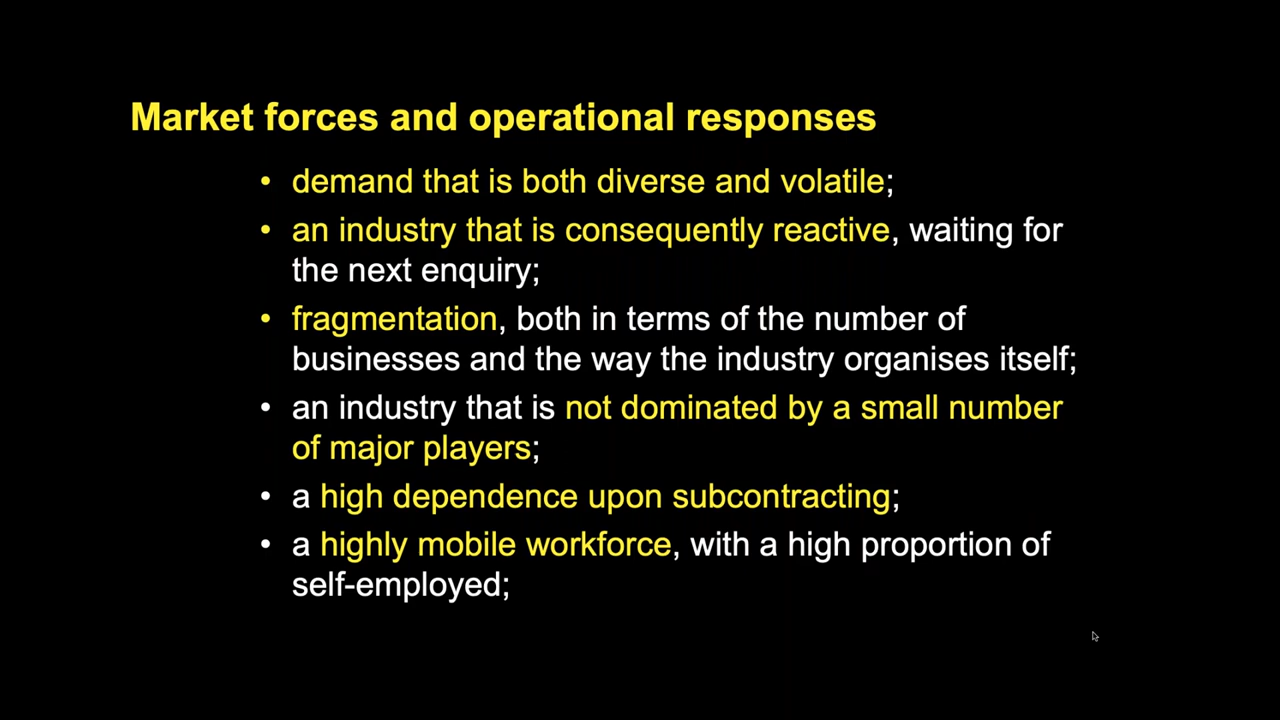 Market forces and operational responses
• demand that is both diverse and volatile;
• an industry that is consequently reactive, waiting for
the next enquiry;
• fragmentation, both in terms of the number of
businesses and the way the industry organises itself;
• an industry that is not dominated by a small number
of major players;
• a high dependence upon subcontracting;
• a highly mobile workforce, with a high proportion of
self-employed;